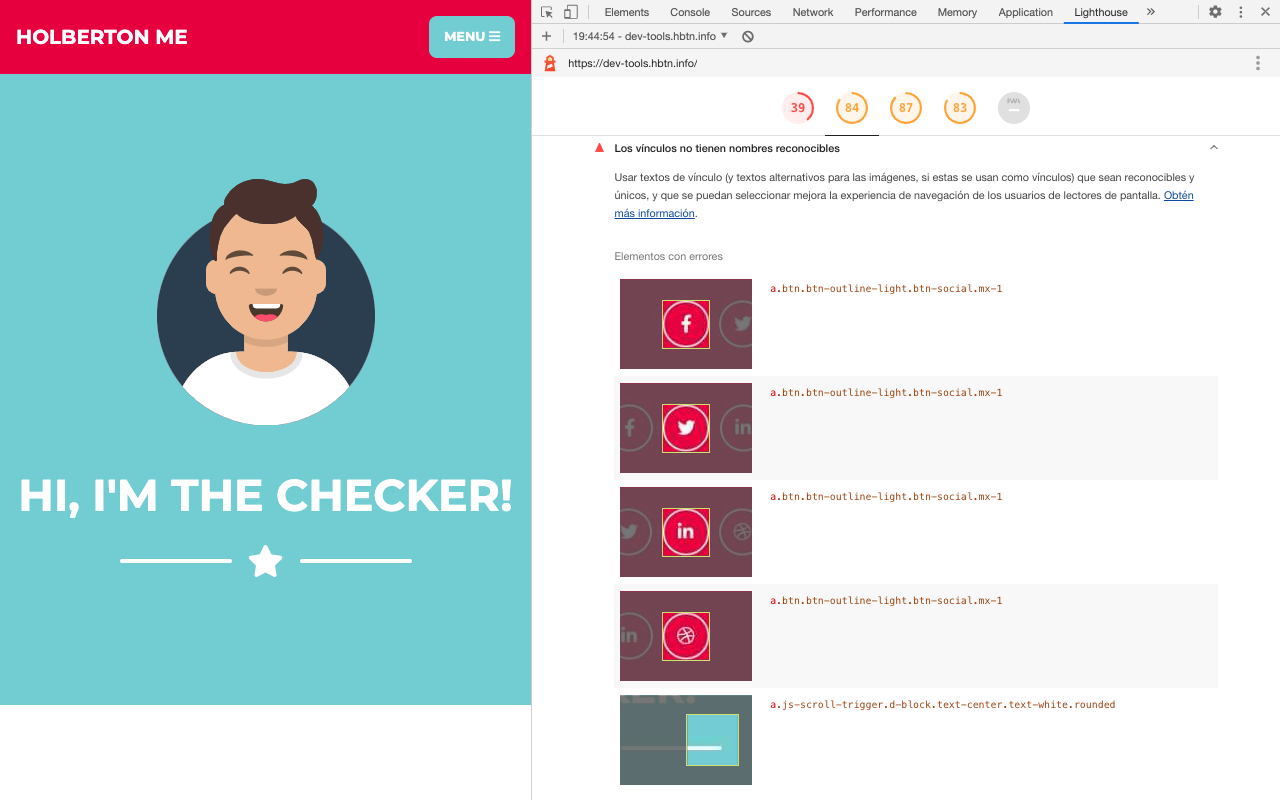 HOLBERTON ME
MENU
HI, I'M THE CHECKER!
Elements Console Sources Network Performance Memory Application Lighthouse
19:44:54 - dev-tools.hbtn.info
https://dev-tools.hbtn.info/
39 84 87 83 PWA
Los vínculos no tienen nombres reconocibles
Usar textos de vínculo (y textos alternativos para las imágenes, si estas se usan como vínculos) que sean reconocibles y
únicos, y que se puedan seleccionar mejora la experiencia de navegación de los usuarios de lectores de pantalla. Obtén
más información.
Elementos con errores
a.btn.btn-outline-light.btn-social.mx-1
a.btn.btn-outline-light.btn-social.mx-1
a.btn.btn-outline-light.btn-social.mx-1
a.btn.btn-outline-light.btn-social.mx-1
a.js-scroll-trigger.d-block.text-center.text-white.rounded